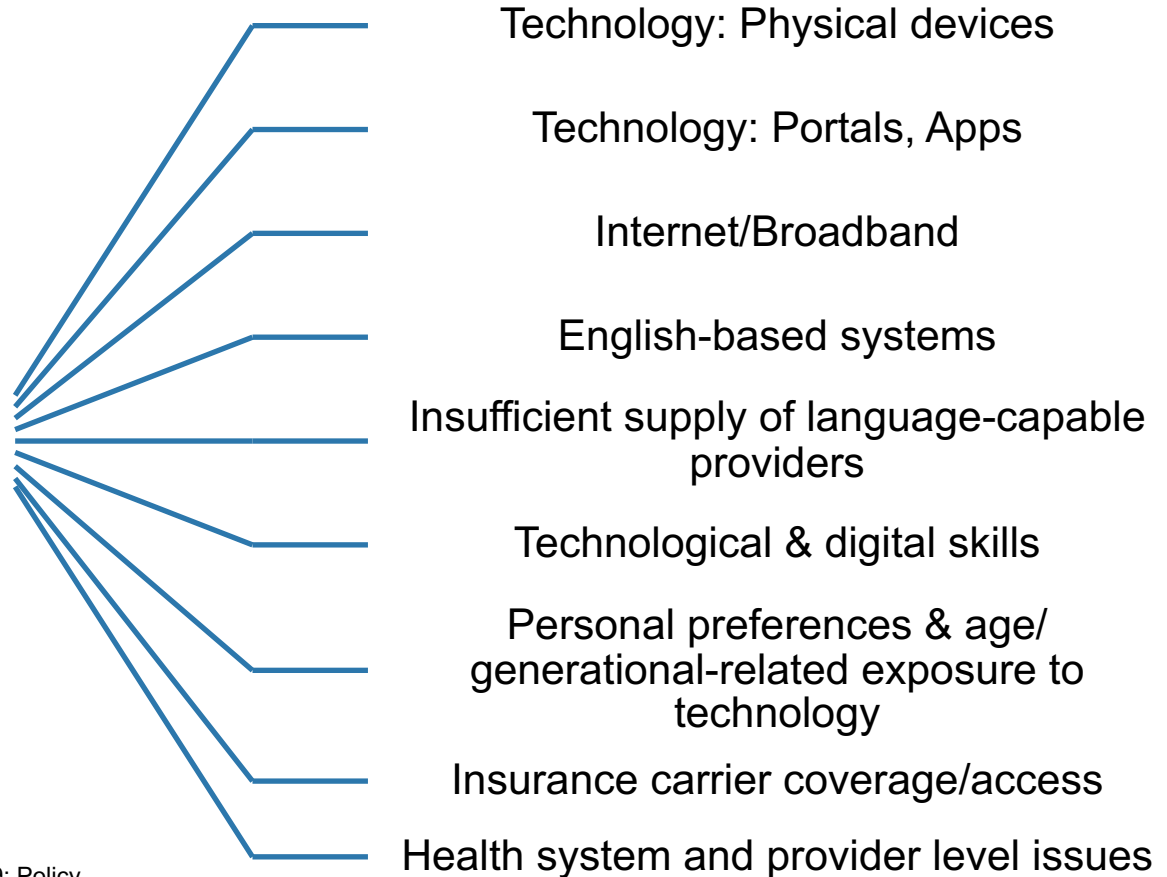 Technology: Physical devices
Technology: Portals, Apps
Internet/Broadband
English-based systems
Insufficient supply of language-capable
providers
Technological & digital skills
Personal preferences & age/
generational-related exposure to
technology
Insurance carrier coverage/access
Health system and provider level issues
: Policy